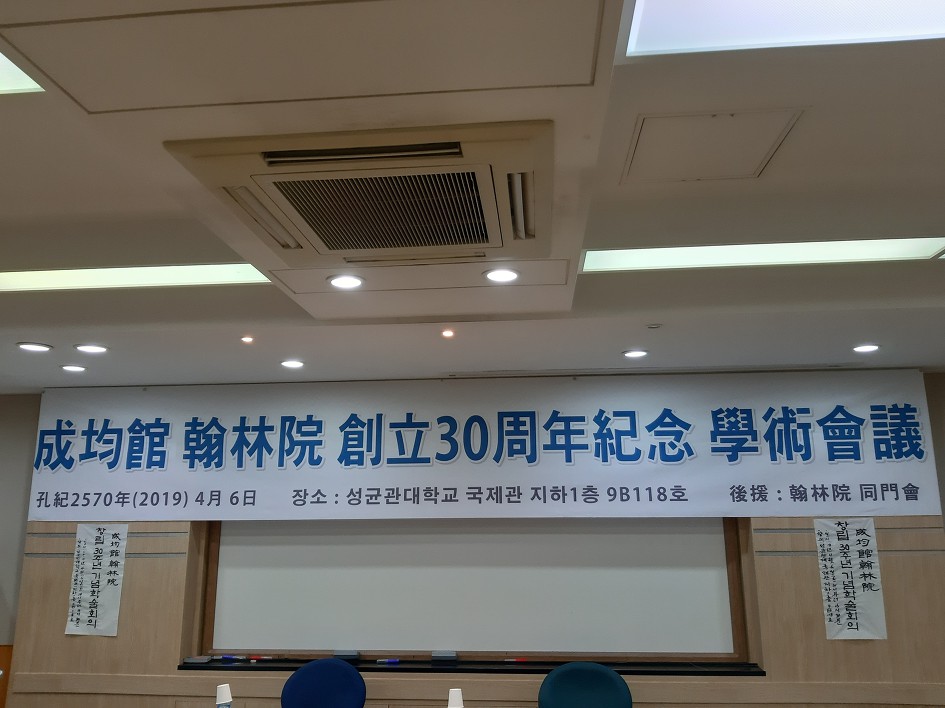 成均館 翰林院 創立30周年紀念 學術會議
孔紀2570年(2019) 4月 6日 장소 : 성균관대학교 국제관 지하1층 9B118호 後援 : 翰林院 同門會
成均館翰林院
창립 30주년 기념학술회의
成均館翰林院
창립 30주년 기념학술회의